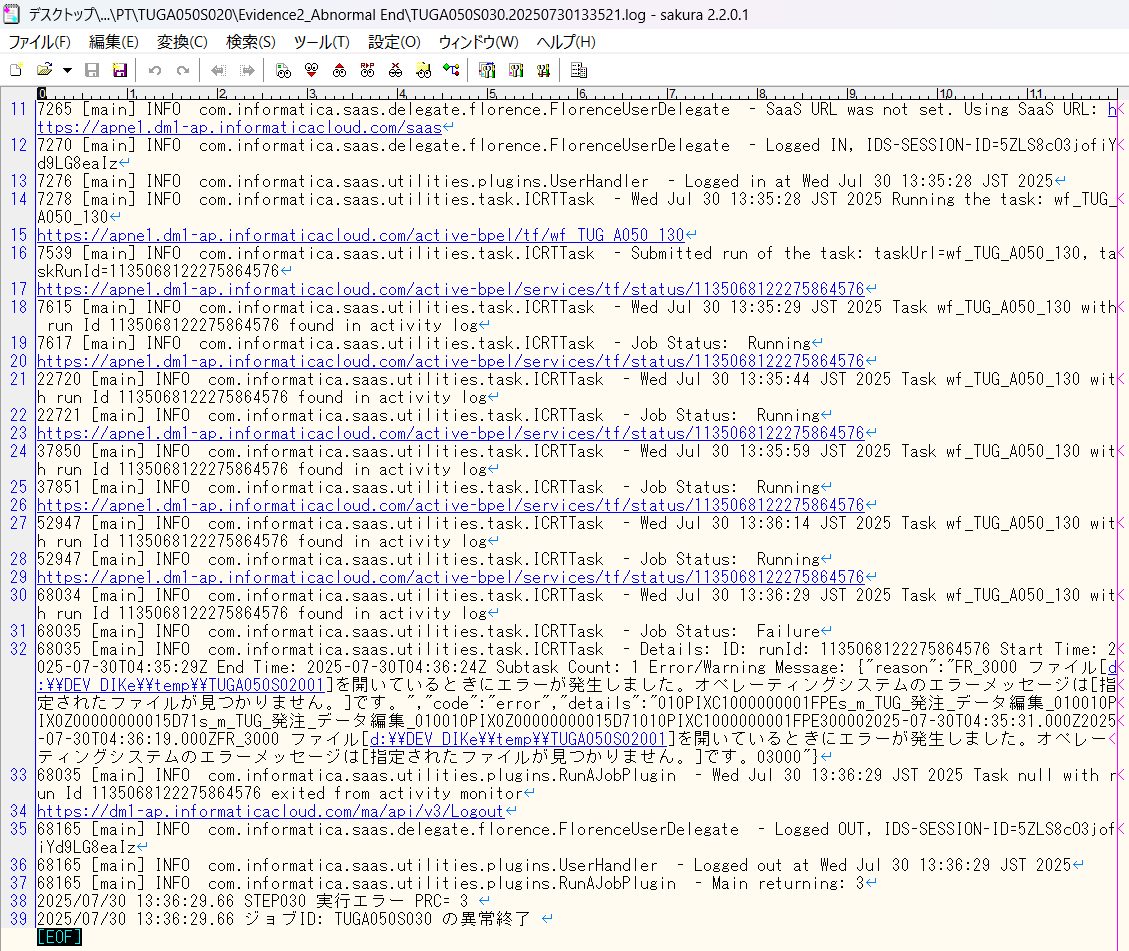 デスクトップ\...\PT\TUGA050S020\Evidence2_Abnormal End\TUGA050S030.20250730133521.log - sakura 2.2.0.1
ファイル(F) 編集(E) 変換(C) 検索(S) ツール(T) 設定(O) ウィンドウ(W) ヘルプ(H)
0 1 2 3 4 5 6 7 8 9 10 11
11 7265 [main] INFO  com.informatica.saas.delegate.florence.FlorenceUserDelegate  - SaaS URL was not set. Using SaaS URL: h
ttps://apne1.dm1-ap.informaticacloud.com/saas
12 7270 [main] INFO  com.informatica.saas.delegate.florence.FlorenceUserDelegate  - Logged IN, IDS-SESSION-ID=5ZLS8cO3jofiY
d9LG8eaIz
13 7276 [main] INFO  com.informatica.saas.utilities.plugins.UserHandler  - Logged in at Wed Jul 30 13:35:28 JST 2025
14 7278 [main] INFO  com.informatica.saas.utilities.task.ICRTTask  - Wed Jul 30 13:35:28 JST 2025 Running the task: wf_TUG_
A050_130
15 https://apne1.dm1-ap.informaticacloud.com/active-bpel/tf/wf_TUG_A050_130
16 7539 [main] INFO  com.informatica.saas.utilities.task.ICRTTask  - Submitted run of the task: taskUrl=wf_TUG_A050_130, ta
skRunId=1135068122275864576
17 https://apne1.dm1-ap.informaticacloud.com/active-bpel/services/tf/status/1135068122275864576
18 7615 [main] INFO  com.informatica.saas.utilities.task.ICRTTask  - Wed Jul 30 13:35:29 JST 2025 Task wf_TUG_A050_130 with
 run Id 1135068122275864576 found in activity log
19 7617 [main] INFO  com.informatica.saas.utilities.task.ICRTTask  - Job Status:  Running
20 https://apne1.dm1-ap.informaticacloud.com/active-bpel/services/tf/status/1135068122275864576
21 22720 [main] INFO  com.informatica.saas.utilities.task.ICRTTask  - Wed Jul 30 13:35:44 JST 2025 Task wf_TUG_A050_130 wit
h run Id 1135068122275864576 found in activity log
22 22721 [main] INFO  com.informatica.saas.utilities.task.ICRTTask  - Job Status:  Running
23 https://apne1.dm1-ap.informaticacloud.com/active-bpel/services/tf/status/1135068122275864576
24 37850 [main] INFO  com.informatica.saas.utilities.task.ICRTTask  - Wed Jul 30 13:35:59 JST 2025 Task wf_TUG_A050_130 wit
h run Id 1135068122275864576 found in activity log
25 37851 [main] INFO  com.informatica.saas.utilities.task.ICRTTask  - Job Status:  Running
26 https://apne1.dm1-ap.informaticacloud.com/active-bpel/services/tf/status/1135068122275864576
27 52947 [main] INFO  com.informatica.saas.utilities.task.ICRTTask  - Wed Jul 30 13:36:14 JST 2025 Task wf_TUG_A050_130 wit
h run Id 1135068122275864576 found in activity log
28 52947 [main] INFO  com.informatica.saas.utilities.task.ICRTTask  - Job Status:  Running
29 https://apne1.dm1-ap.informaticacloud.com/active-bpel/services/tf/status/1135068122275864576
30 68034 [main] INFO  com.informatica.saas.utilities.task.ICRTTask  - Wed Jul 30 13:36:29 JST 2025 Task wf_TUG_A050_130 wit
h run Id 1135068122275864576 found in activity log
31 68035 [main] INFO  com.informatica.saas.utilities.task.ICRTTask  - Job Status:  Failure
32 68035 [main] INFO  com.informatica.saas.utilities.task.ICRTTask  - Details: ID: runId: 1135068122275864576 Start Time: 2
025-07-30T04:35:29Z End Time: 2025-07-30T04:36:24Z Subtask Count: 1 Error/Warning Message: {"reason":"FR_3000 ファイル[d
:¥¥DEV_DIKe¥¥temp¥¥TUGA050S02001]を開いているときにエラーが発生しました。オペレーティングシステムのエラーメッセージは[指
定されたファイルが見つかりません。]です。","code":"error","details":"010PIXC1000000001FPEs_m_TUG_発注_データ編集_010010P
IX0Z00000000015D71s_m_TUG_発注_データ編集_010010PIX0Z00000000015D71010PIXC1000000001FPE300002025-07-30T04:35:31.000Z2025
-07-30T04:36:19.000ZFR_3000 ファイル[d:¥¥DEV_DIKe¥¥temp¥¥TUGA050S02001]を開いているときにエラーが発生しました。オペレー
ティングシステムのエラーメッセージは[指定されたファイルが見つかりません。]です。03000"}
33 68035 [main] INFO  com.informatica.saas.utilities.plugins.RunAJobPlugin  - Wed Jul 30 13:36:29 JST 2025 Task null with r
un Id 1135068122275864576 exited from activity monitor
34 https://dm1-ap.informaticacloud.com/ma/api/v3/Logout
35 68165 [main] INFO  com.informatica.saas.delegate.florence.FlorenceUserDelegate  - Logged OUT, IDS-SESSION-ID=5ZLS8cO3jof
iYd9LG8eaIz
36 68165 [main] INFO  com.informatica.saas.utilities.plugins.UserHandler  - Logged out at Wed Jul 30 13:36:29 JST 2025
37 68165 [main] INFO  com.informatica.saas.utilities.plugins.RunAJobPlugin  - Main returning: 3
38 2025/07/30 13:36:29.66 STEP030 実行エラー PRC= 3
39 2025/07/30 13:36:29.66 ジョブID: TUGA050S030 の異常終了
[EOF]